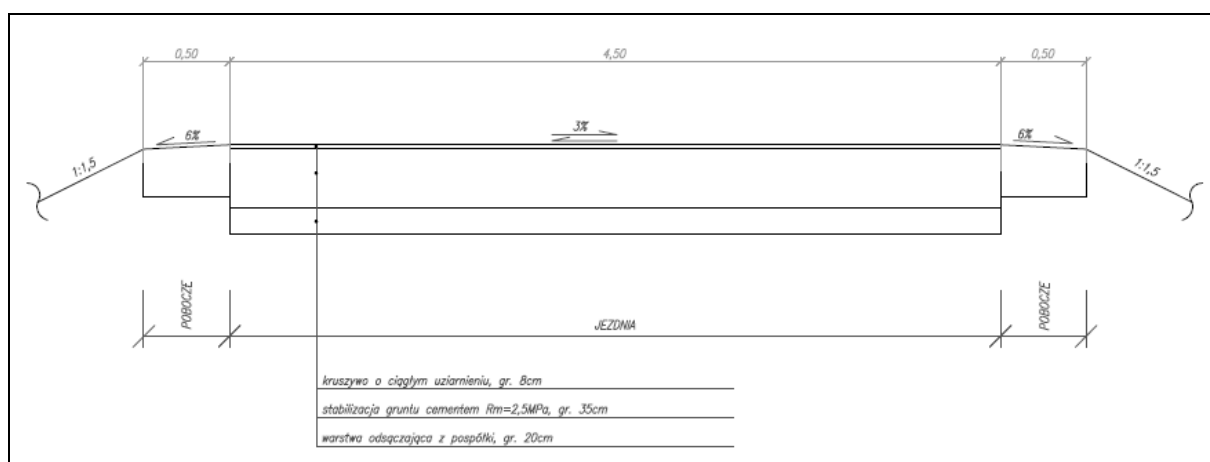 0,50 4,50 0,50
6% 3% 6%
1:1,5 1:1,5
POBOCZE JEZDNIA POBOCZE
kruszywo o ciągłym uziarnieniu, gr. 8cm
stabilizacja gruntu cementem Rm=2,5MPa, gr. 35cm
warstwa odsączająca z pospółki, gr. 20cm